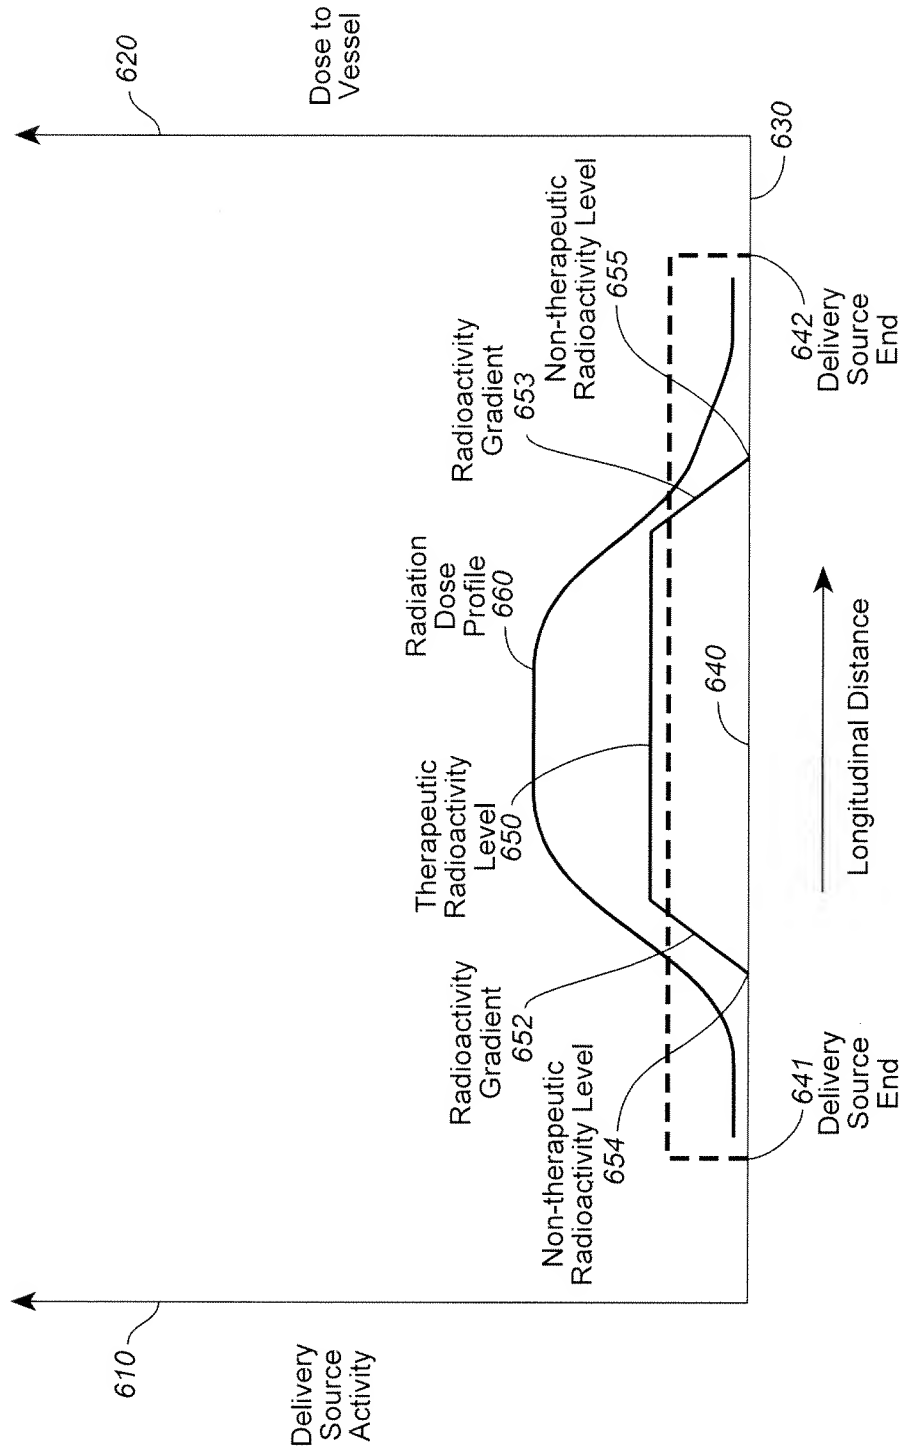 610
620
Delivery
Source
Activity
Dose to
Vessel
Radiation
Dose
Profile
660
Therapeutic
Radioactivity
Level
650
Radioactivity
Gradient
652
Radioactivity
Gradient
653
Non-therapeutic
Radioactivity Level
654
Non-therapeutic
Radioactivity Level
655
640
630
641
Delivery
Source
End
642
Delivery
Source
End
Longitudinal Distance